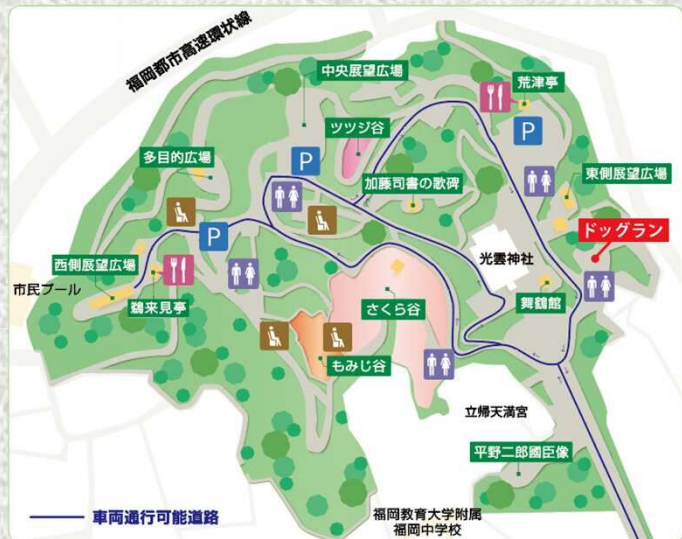 福岡都市高速環状線
中央展望広場
荒津亭
ツツジ谷
P
P
多目的広場
加藤司書の歌碑
東側展望広場
ドッグラン
P
光雲神社
西側展望広場
市民プール
舞鶴館
鵜来見亭
さくら谷
もみじ谷
立帰天満宮
平野二郎國臣像
車両通行可能道路
福岡教育大学附属
福岡中学校